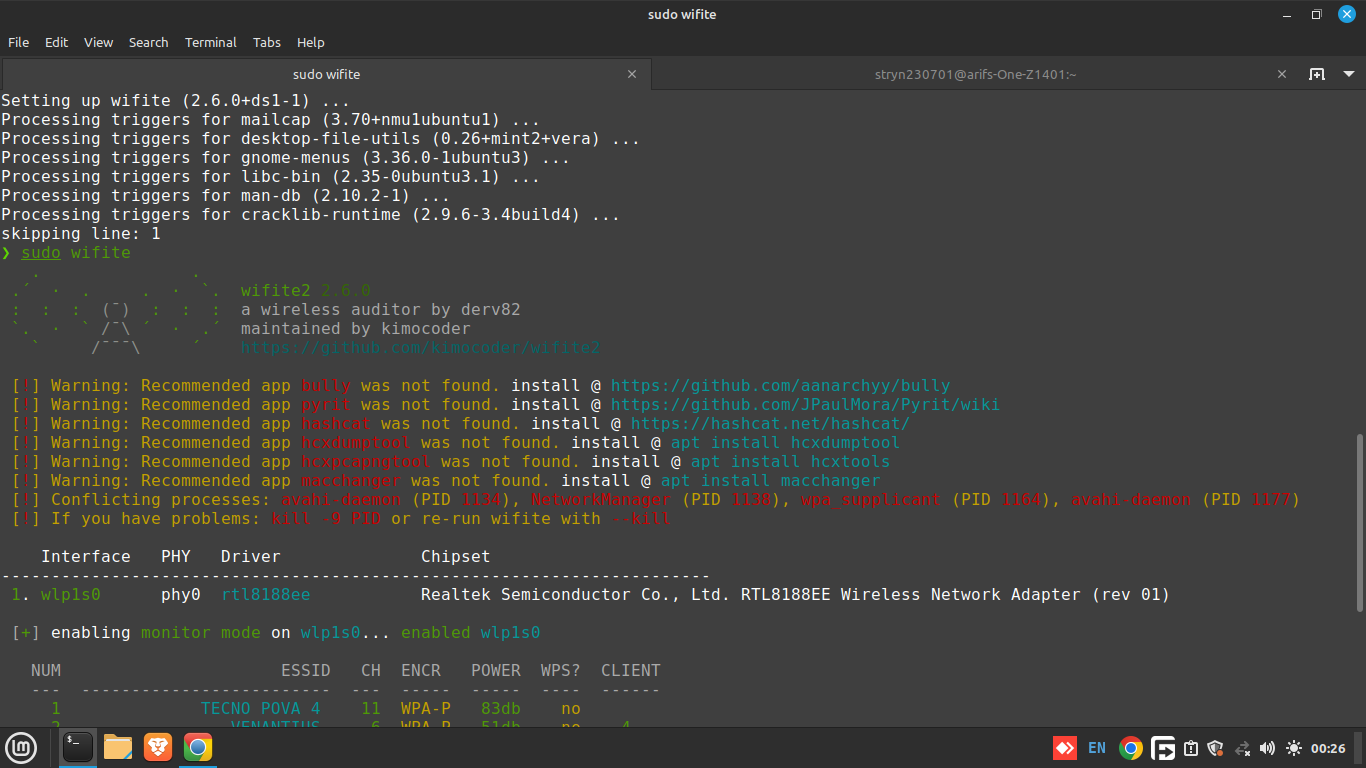 sudo wifite
File Edit View Search Terminal Tabs Help
sudo wifite
stryn230701@arifs-One-Z1401:~
Setting up wifite (2.6.0+ds1-1) ...
Processing triggers for mailcap (3.70+nmu1ubuntu1) ...
Processing triggers for desktop-file-utils (0.26+mint2+vera) ...
Processing triggers for gnome-menus (3.36.0-1ubuntu3) ...
Processing triggers for libc-bin (2.35-0ubuntu3.1) ...
Processing triggers for man-db (2.10.2-1) ...
Processing triggers for cracklib-runtime (2.9.6-3.4build4) ...
skipping line: 1
❯ sudo wifite
wifite2 2.6.0
a wireless auditor by derv82
maintained by kimocoder
https://github.com/kimocoder/wifite2
[!] Warning: Recommended app bully was not found. install @ https://github.com/aanarchyy/bully
[!] Warning: Recommended app pyrit was not found. install @ https://github.com/JPaulMora/Pyrit/wiki
[!] Warning: Recommended app hashcat was not found. install @ https://hashcat.net/hashcat/
[!] Warning: Recommended app hcxdumptool was not found. install @ apt install hcxdumptool
[!] Warning: Recommended app hcxpcapngtool was not found. install @ apt install hcxtools
[!] Warning: Recommended app macchanger was not found. install @ apt install macchanger
[!] Conflicting processes: avahi-daemon (PID 1134), NetworkManager (PID 1138), wpa_supplicant (PID 1164), avahi-daemon (PID 1177)
[!] If you have problems: kill -9 PID or re-run wifite with --kill
Interface PHY Driver Chipset
-----------------------------------------------------------------------
1. wlp1s0 phy0 rtl8188ee Realtek Semiconductor Co., Ltd. RTL8188EE Wireless Network Adapter (rev 01)
[+] enabling monitor mode on wlp1s0... enabled wlp1s0
NUM ESSID CH ENCR POWER WPS? CLIENT
--- ------------------------- --- ----- ----- ---- ------
1 TECNO POVA 4 11 WPA-P 83db no
2 VENANTIUS 6 WPA-P 51db no 4
EN
00:26